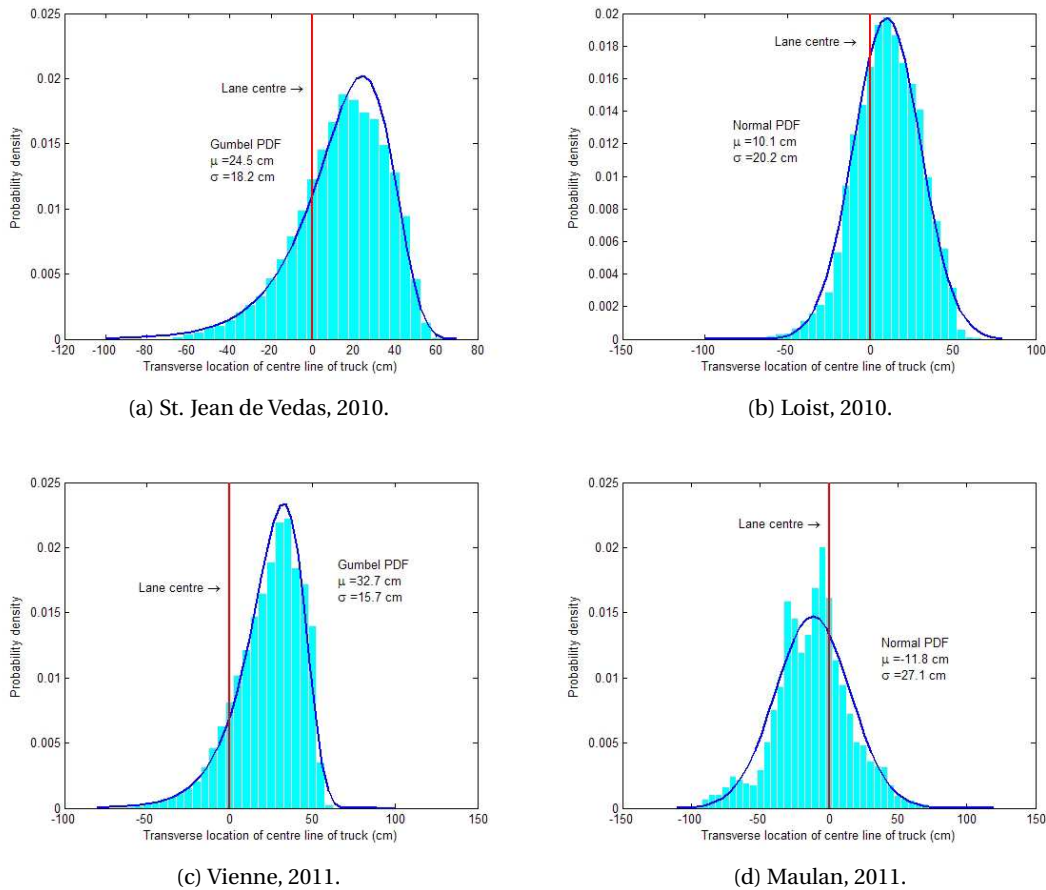 0.025
0.02
0.015
0.01
0.005
0
Probability density
Lane centre →
Gumbel PDF
μ =24.5 cm
σ =18.2 cm
-120 -100 -80 -60 -40 -20 0 20 40 60 80
Transverse location of centre line of truck (cm)
(a) St. Jean de Vedas, 2010.
0.02
0.018
0.016
0.014
0.012
0.01
0.008
0.006
0.004
0.002
0
Probability density
Lane centre →
Normal PDF
μ =10.1 cm
σ =20.2 cm
-150 -100 -50 0 50 100
Transverse location of centre line of truck (cm)
(b) Loist, 2010.
0.025
0.02
0.015
0.01
0.005
0
Probability density
Lane centre →
Gumbel PDF
μ =32.7 cm
σ =15.7 cm
-100 -50 0 50 100 150
Transverse location of centre line of truck (cm)
(c) Vienne, 2011.
0.025
0.02
0.015
0.01
0.005
0
Probability density
Lane centre →
Normal PDF
μ =-11.8 cm
σ =27.1 cm
-150 -100 -50 0 50 100 150
Transverse location of centre line of truck (cm)
(d) Maulan, 2011.